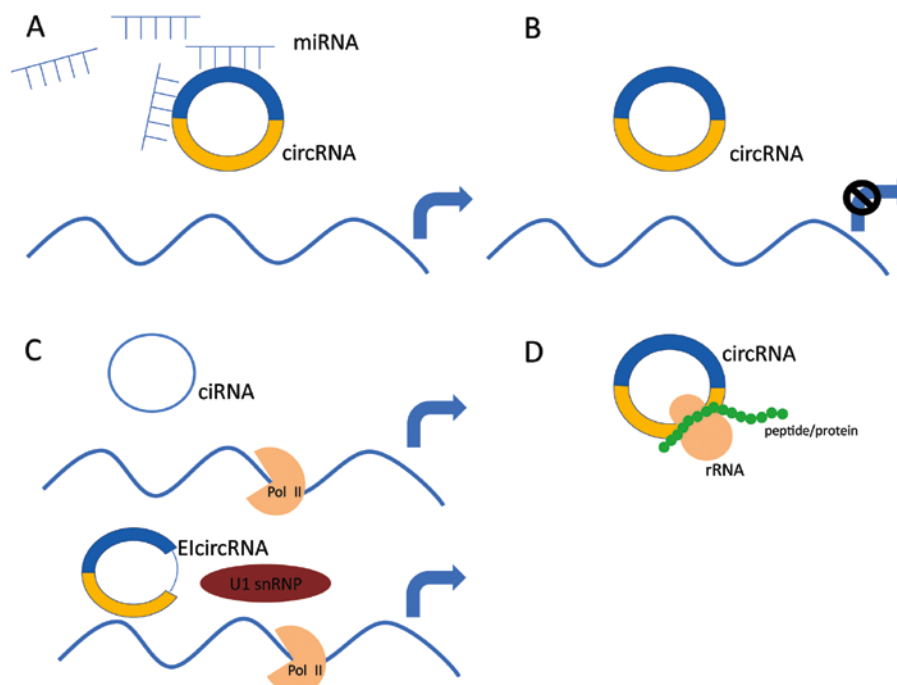 A
miRNA
circRNA
B
circRNA
C
ciRNA
Pol II
EIcircRNA
U1 snRNP
Pol II
D
circRNA
peptide/protein
rRNA